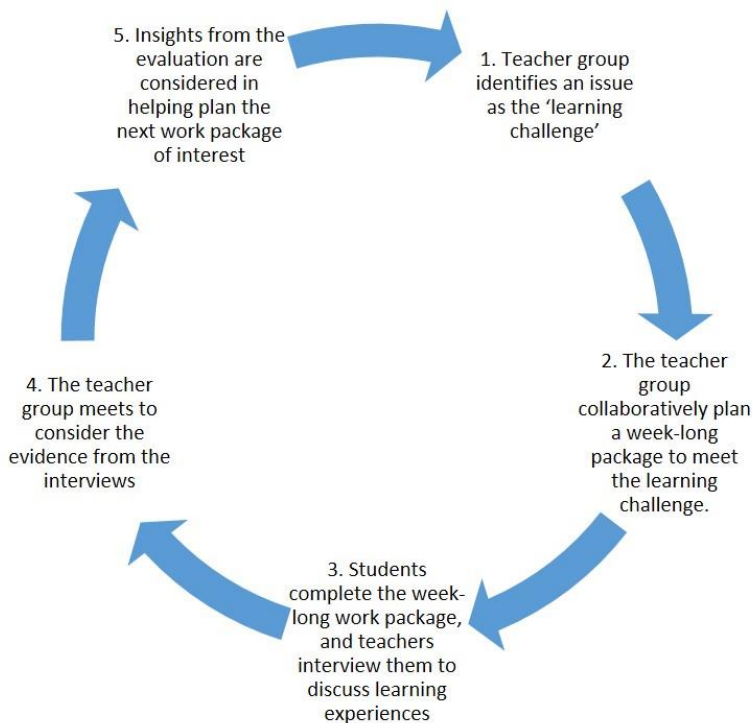 1. Teacher group
identifies an issue
as the ‘learning
challenge’
2. The teacher
group
collaboratively plan
a week-long
package to meet
the learning
challenge.
3. Students
complete the week-
long work package,
and teachers
interview them to
discuss learning
experiences
4. The teacher
group meets to
consider the
evidence from the
interviews
5. Insights from the
evaluation are
considered in
helping plan the
next work package
of interest